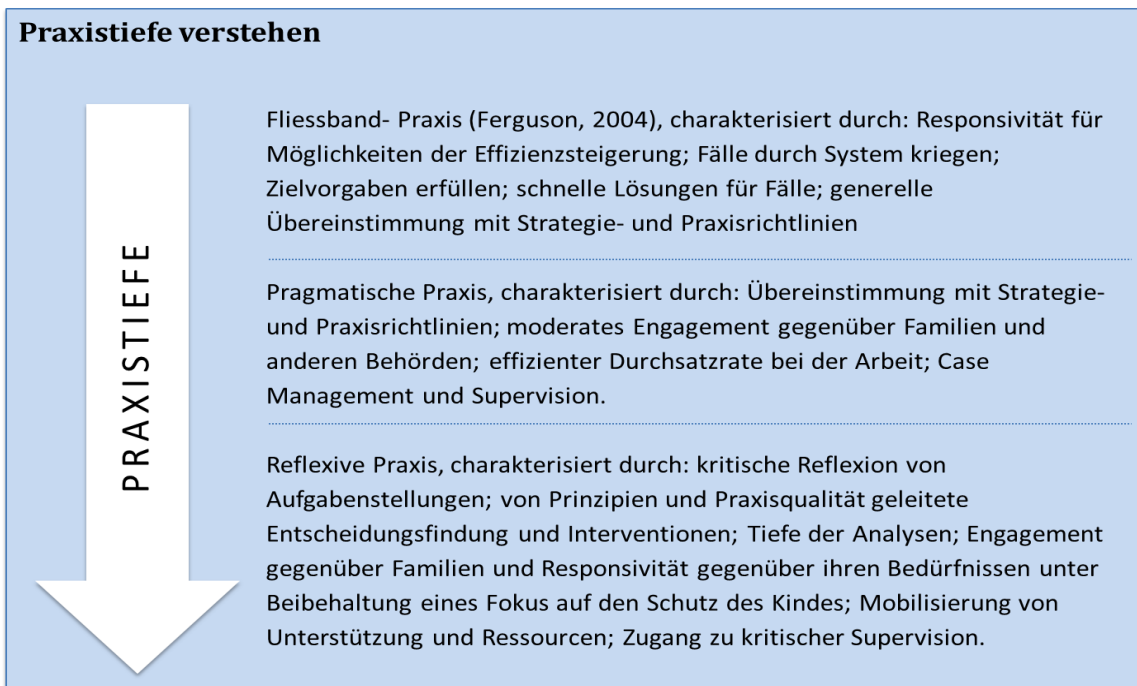 Praxistiefe verstehen
PRAXISTIEFE
Fliessband- Praxis (Ferguson, 2004), charakterisiert durch: Responsivität für
Möglichkeiten der Effizienzsteigerung; Fälle durch System kriegen;
Zielvorgaben erfüllen; schnelle Lösungen für Fälle; generelle
Übereinstimmung mit Strategie- und Praxisrichtlinien
Pragmatische Praxis, charakterisiert durch: Übereinstimmung mit Strategie-
und Praxisrichtlinien; moderates Engagement gegenüber Familien und
anderen Behörden; effizienter Durchsatzrate bei der Arbeit; Case
Management und Supervision.
Reflexive Praxis, charakterisiert durch: kritische Reflexion von
Aufgabenstellungen; von Prinzipien und Praxisqualität geleitete
Entscheidungsfindung und Interventionen; Tiefe der Analysen; Engagement
gegenüber Familien und Responsivität gegenüber ihren Bedürfnissen unter
Beibehaltung eines Fokus auf den Schutz des Kindes; Mobilisierung von
Unterstützung und Ressourcen; Zugang zu kritischer Supervision.